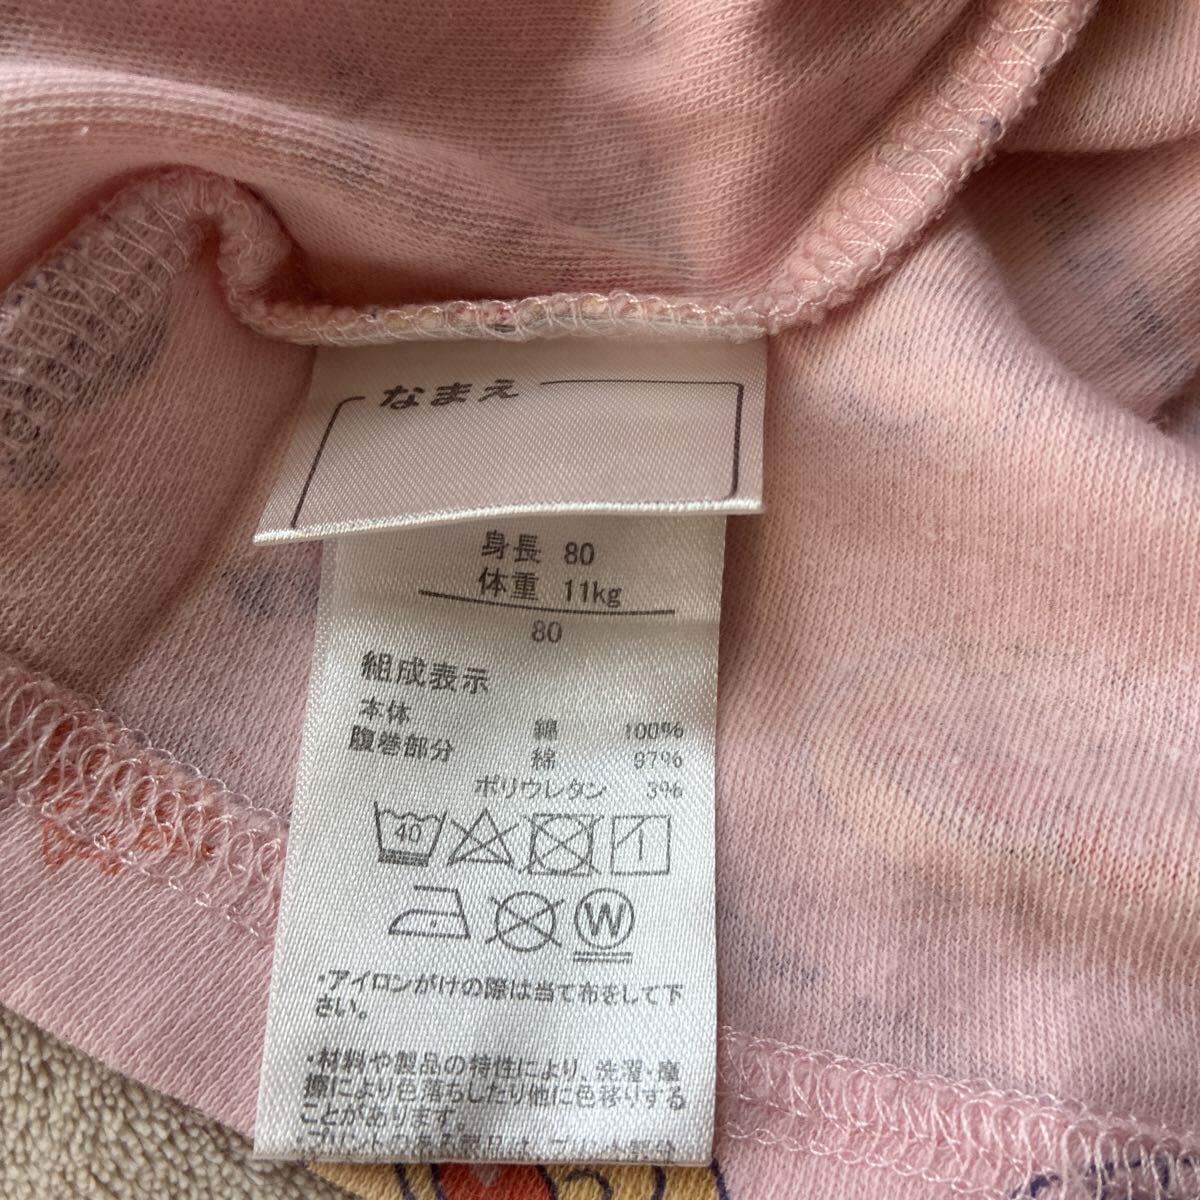 なまえ
身長 80
体重 11kg
80
組成表示
本体 綿 100%
腹巻部分 綿 97%
ポリウレタン 3%
40
W
・アイロンがけの際は当て布をして下
さい。
・材料や製品の特性により、洗濯・摩
擦により色落ちしたり他に色移りする
ことがあります。